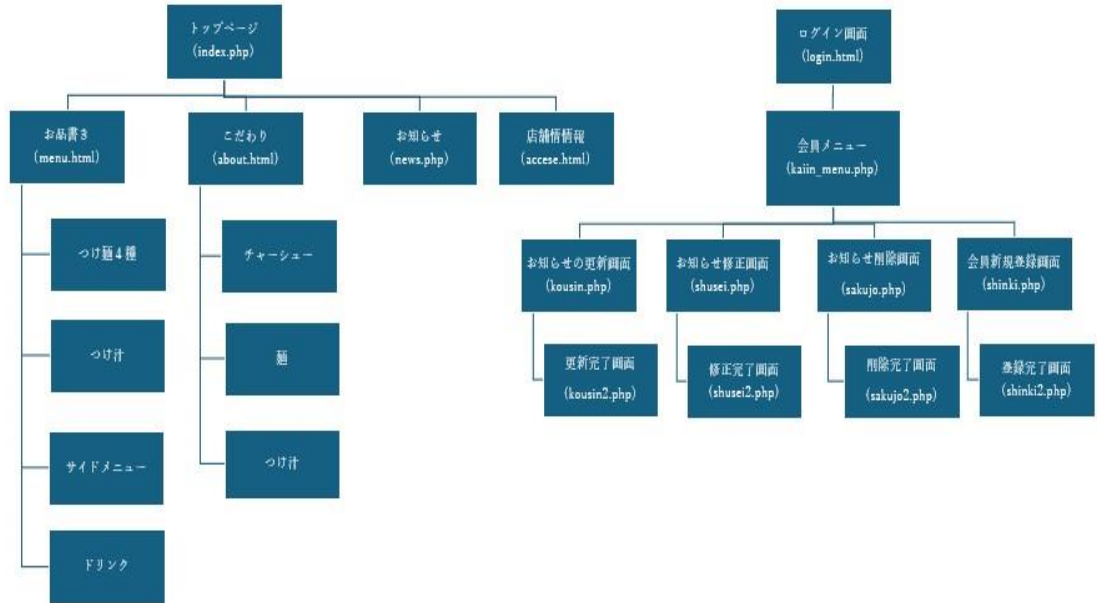 トップページ
(index.php)
ログイン画面
(login.html)
お品書き
(menu.html)
こだわり
(about.html)
お知らせ
(news.php)
店舗情情報
(accese.html)
会員メニュー
(kaiin_menu.php)
つけ麺４種
つけ汁
サイドメニュー
ドリンク
チャーシュー
麺
つけ汁
お知らせの更新画面
(kousin.php)
お知らせ修正画面
(shusei.php)
お知らせ削除画面
(sakujo.php)
会員新規登録画面
(shinki.php)
更新完了画面
(kousin2.php)
修正完了画面
(shusei2.php)
削除完了画面
(sakujo2.php)
登録完了画面
(shinki2.php)